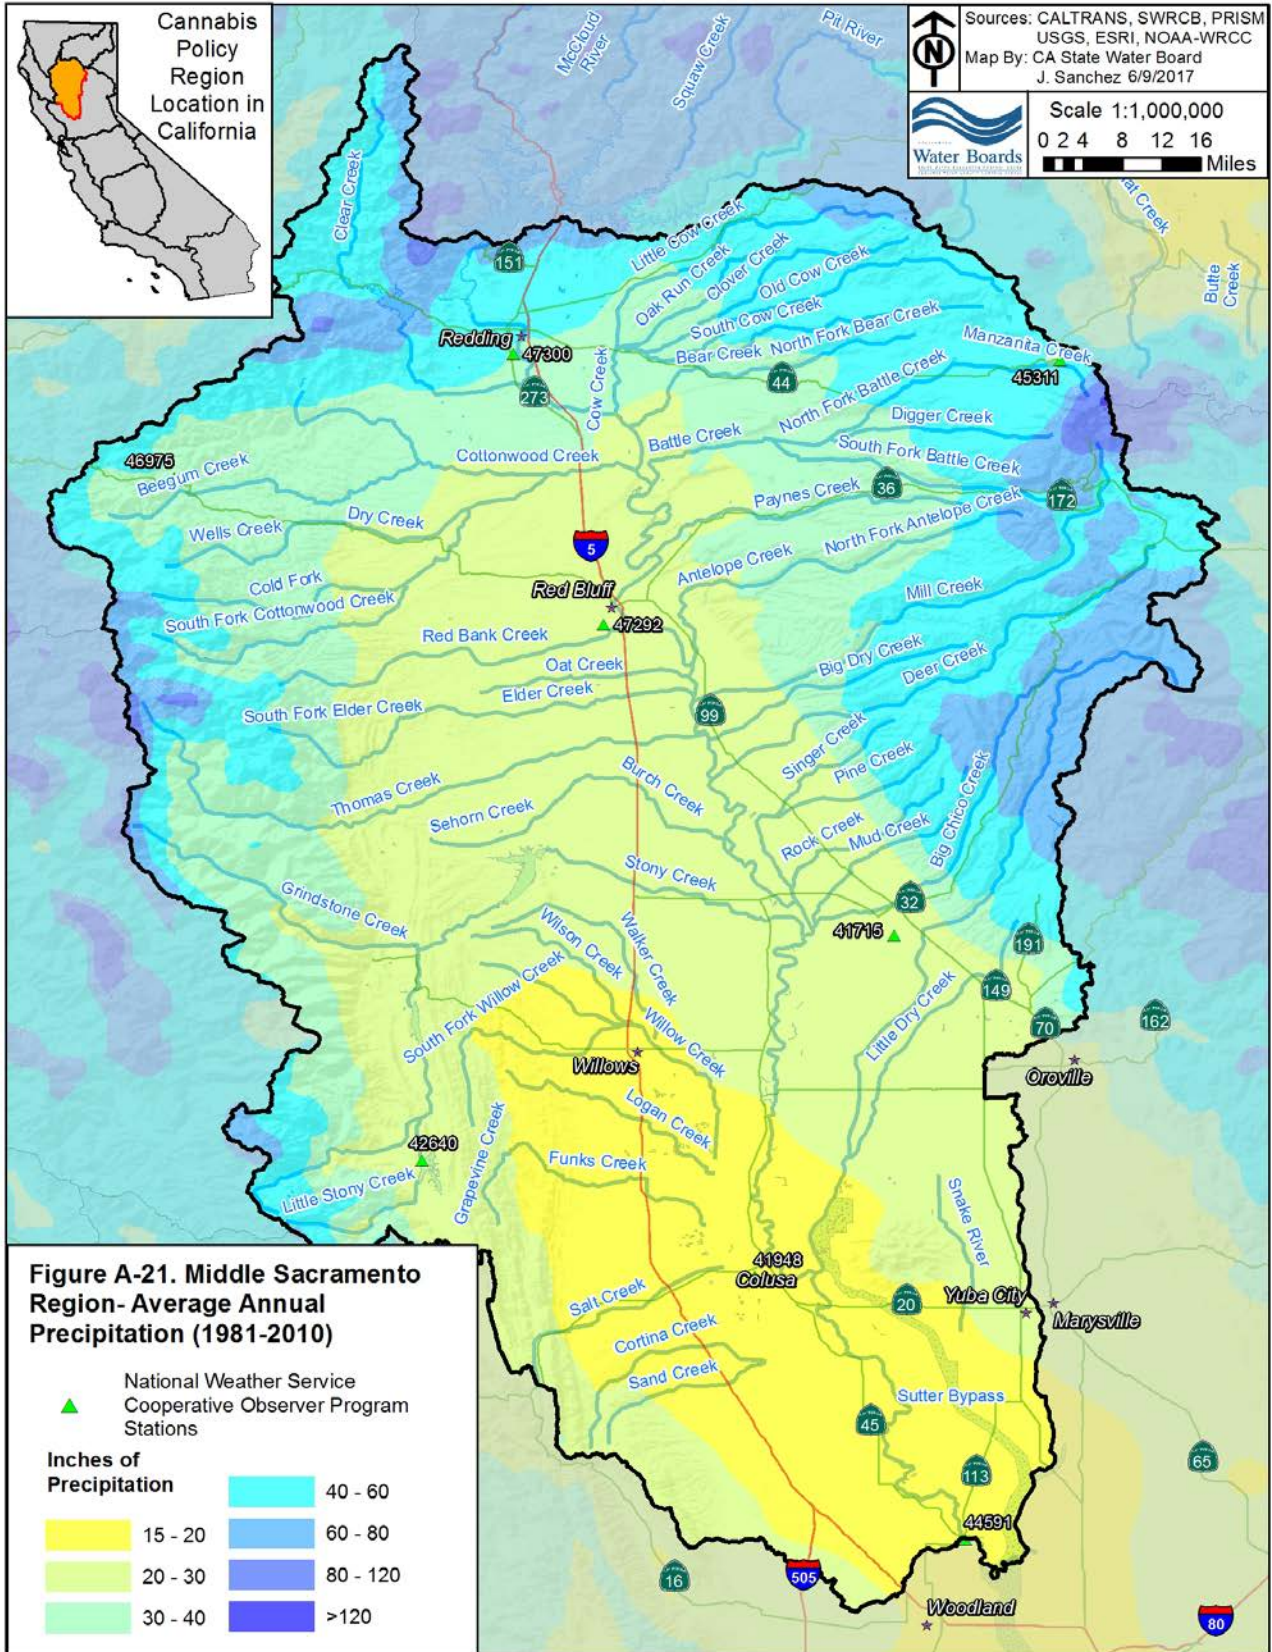 Cannabis
Policy
Region
Location in
California
McCloud
River
Squaw Creek
Pit River
N
Sources: CALTRANS, SWRCB, PRISM
USGS, ESRI, NOAA-WRCC
Map By: CA State Water Board
J. Sanchez 6/9/2017
Water Boards
Scale 1:1,000,000
0 2 4 8 12 16
Miles
Creek
Butte
Creek
Clear Creek
151
Little Cow Creek
Oak Run Creek
Clover Creek
Old Cow Creek
South Cow Creek
Bear Creek
North Fork Bear Creek
Manzanita Creek
Redding
47300
45311
44
273
Cow Creek
North Fork Battle Creek
Digger Creek
Battle Creek
South Fork Battle Creek
46975
Beegum Creek
Cottonwood Creek
Paynes Creek
36
172
Wells Creek
Dry Creek
North Fork Antelope Creek
5
Antelope Creek
Cold Fork
Red Bluff
Mill Creek
South Fork Cottonwood Creek
47292
Red Bank Creek
Oat Creek
Big Dry Creek
Deer Creek
Elder Creek
South Fork Elder Creek
99
Singer Creek
Pine Creek
Burch Creek
Thomas Creek
Sehorn Creek
Rock Creek
Mud Creek
Big Chico Creek
Stony Creek
Grindstone Creek
32
41715
191
Wilson Creek
Walker Creek
South Fork Willow Creek
Little Dry Creek
149
70
162
Willow Creek
Willows
Oroville
Logan Creek
Grapevine Creek
42640
Funks Creek
Little Stony Creek
Snake River
41948
Colusa
Salt Creek
20
Yuba City
Marysville
Cortina Creek
Sand Creek
Sutter Bypass
45
113
65
44591
16
505
Woodland
80
Figure A-21. Middle Sacramento
Region- Average Annual
Precipitation (1981-2010)
National Weather Service
Cooperative Observer Program
Stations
Inches of
Precipitation
15 - 20
20 - 30
30 - 40
40 - 60
60 - 80
80 - 120
>120